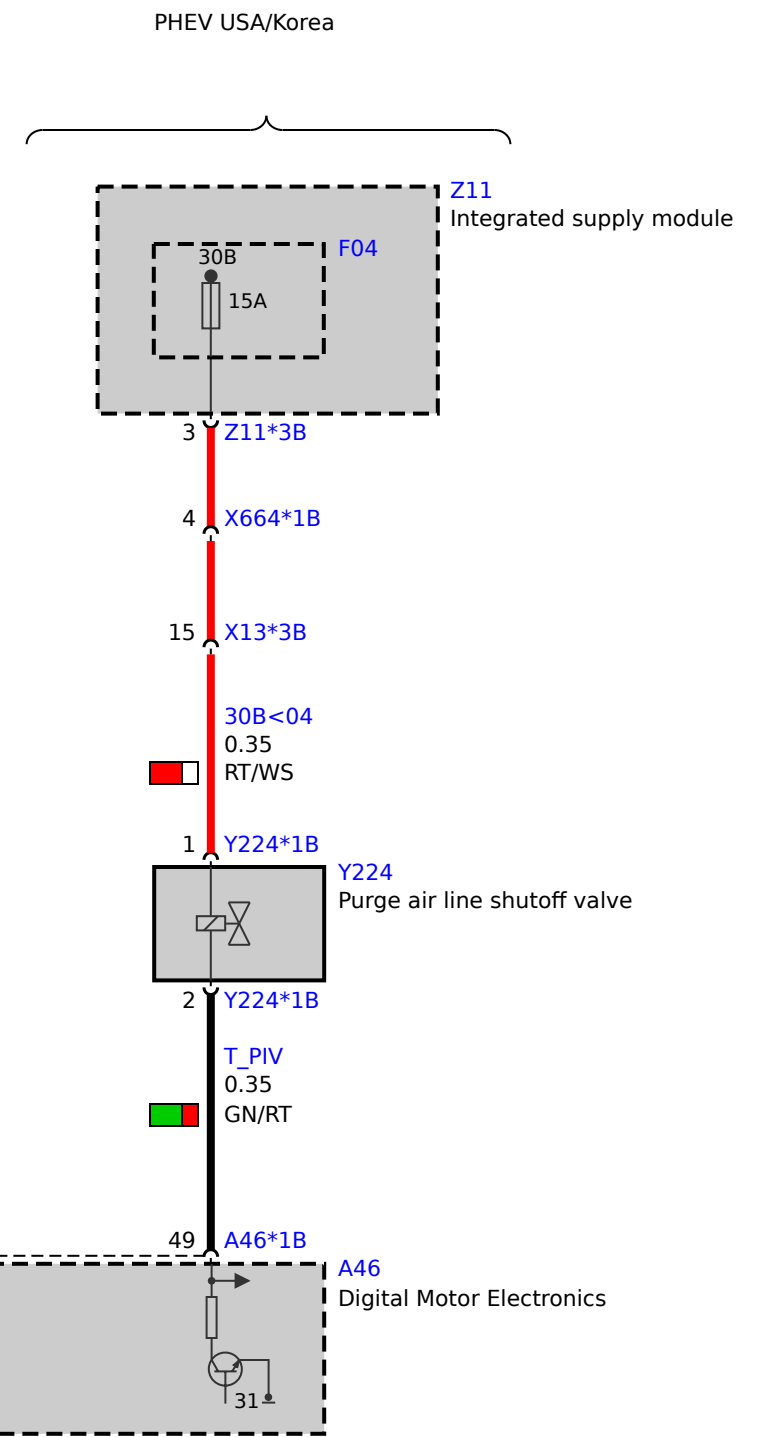 PHEV USA/Korea
Z11
Integrated supply module
F04
30B
15A
3 Z11*3B
4 X664*1B
15 X13*3B
30B<04
0.35
RT/WS
1 Y224*1B
Y224
Purge air line shutoff valve
2 Y224*1B
T_PIV
0.35
GN/RT
49 A46*1B
A46
Digital Motor Electronics
31